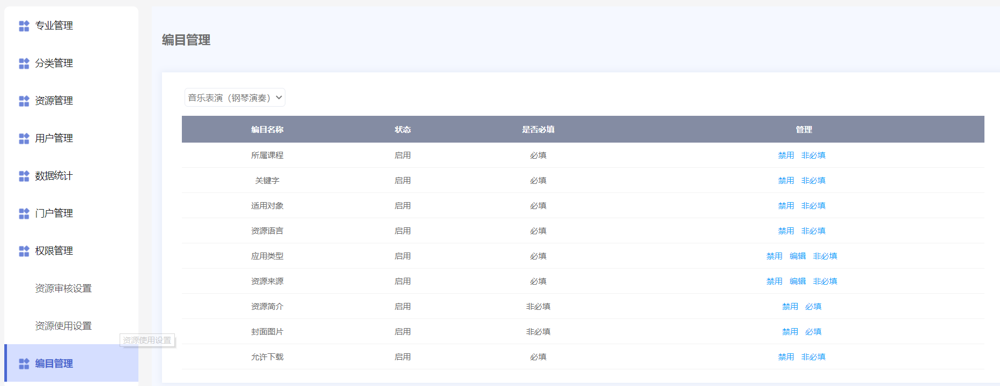 专业管理
分类管理
资源管理
用户管理
数据统计
门户管理
权限管理
资源审核设置
资源使用设置
资源使用设置
编目管理
编目管理
音乐表演（钢琴演奏）
编目名称 状态 是否必填 管理
所属课程 启用 必填 禁用 非必填
关键字 启用 必填 禁用 非必填
适用对象 启用 必填 禁用 非必填
资源语言 启用 必填 禁用 非必填
应用类型 启用 必填 禁用 编辑 非必填
资源来源 启用 必填 禁用 编辑 非必填
资源简介 启用 非必填 禁用 必填
封面图片 启用 非必填 禁用 必填
允许下载 启用 必填 禁用 非必填